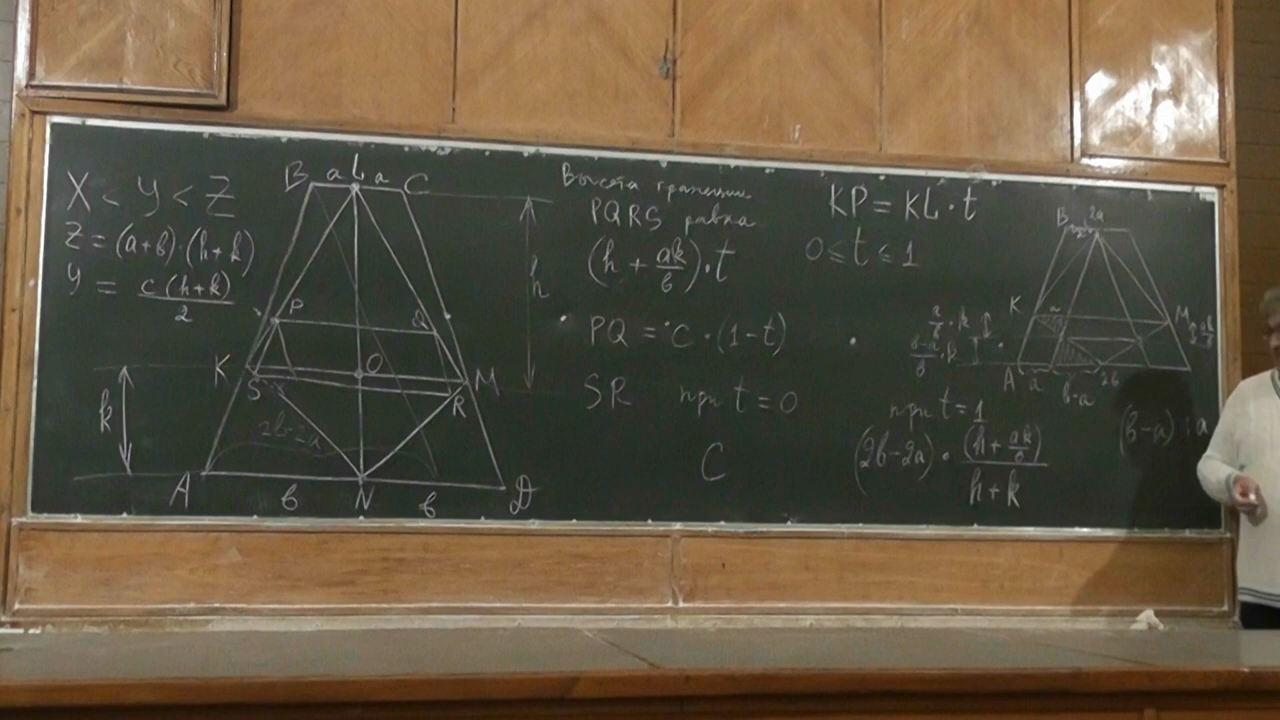 X < Y < Z
Z = (a+b)·(h+k)
Y = c(h+k)/2
B a L a C
h
P Q
K O M
S R
k
2b-2a
A b N b D
Высота трапеции
PQRS равна
(h + ak/b)·t
PQ = c·(1-t)
SR при t=0
C
KP = KL·t
0 ≤ t ≤ 1
при t=1
(2b-2a)·(h + ak/b)/(h+k)
B 2a
K a M
a/b·k
ak/b
b-a/b·k
A a b-a 2b
(b-a) : a